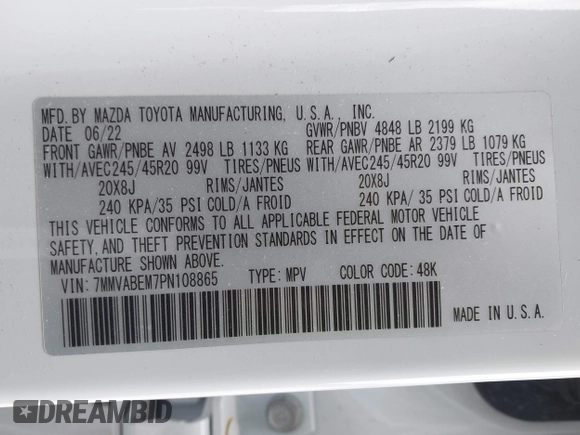 MFD. BY MAZDA TOYOTA MANUFACTURING, U.S.A., INC.
DATE 06/22 GVWR/PNBV 4848 LB 2199 KG
FRONT GAWR/PNBE AV 2498 LB 1133 KG REAR GAWR/PNBE AR 2379 LB 1079 KG
WITH/AVEC245/45R20 99V TIRES/PNEUS WITH/AVEC245/45R20 99V TIRES/PNEUS
20X8J RIMS/JANTES 20X8J RIMS/JANTES
240 KPA/35 PSI COLD/A FROID 240 KPA/35 PSI COLD/A FROID
THIS VEHICLE CONFORMS TO ALL APPLICABLE FEDERAL MOTOR VEHICLE
SAFETY, AND THEFT PREVENTION STANDARDS IN EFFECT ON THE DATE OF
MANUFACTURE SHOWN ABOVE.
VIN: 7MMVABEM7PN108865 TYPE: MPV COLOR CODE: 48K
MADE IN U.S.A.
DREAMBID